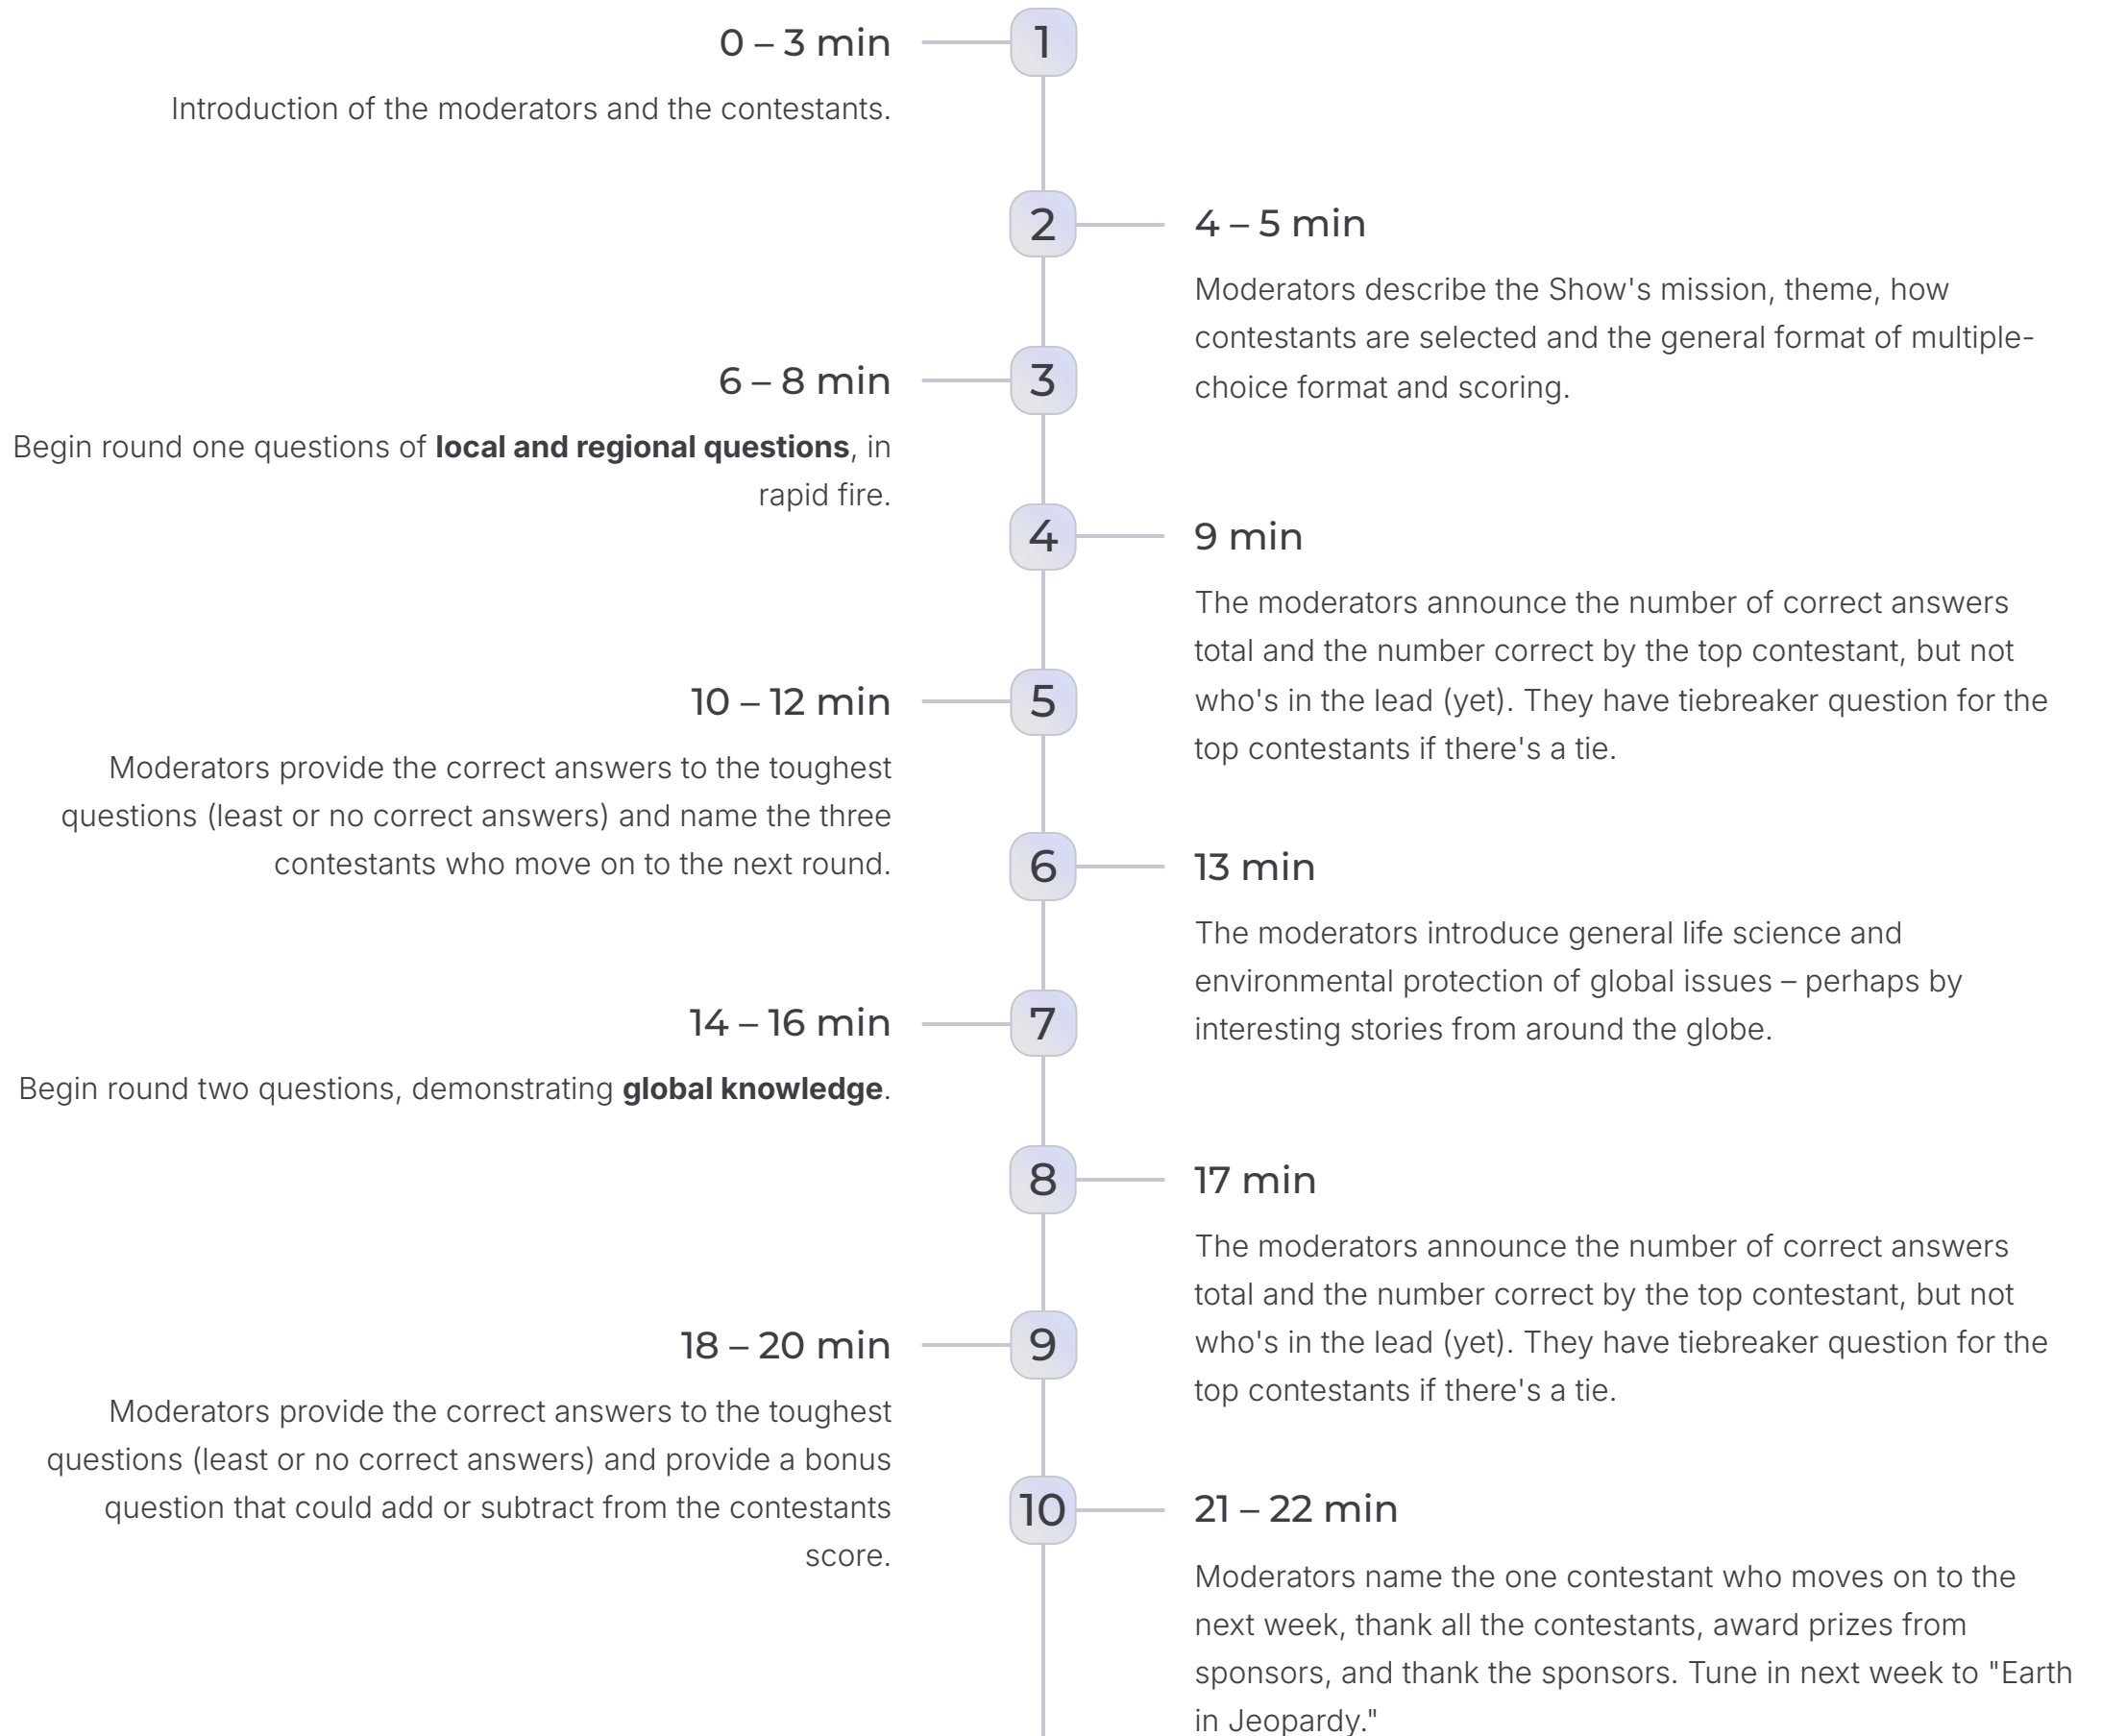 1
0 – 3 min
Introduction of the moderators and the contestants.
2
4 – 5 min
Moderators describe the Show's mission, theme, how
contestants are selected and the general format of multiple-
choice format and scoring.
3
6 – 8 min
Begin round one questions of local and regional questions, in
rapid fire.
4
9 min
The moderators announce the number of correct answers
total and the number correct by the top contestant, but not
who's in the lead (yet). They have tiebreaker question for the
top contestants if there's a tie.
5
10 – 12 min
Moderators provide the correct answers to the toughest
questions (least or no correct answers) and name the three
contestants who move on to the next round.
6
13 min
The moderators introduce general life science and
environmental protection of global issues – perhaps by
interesting stories from around the globe.
7
14 – 16 min
Begin round two questions, demonstrating global knowledge.
8
17 min
The moderators announce the number of correct answers
total and the number correct by the top contestant, but not
who's in the lead (yet). They have tiebreaker question for the
top contestants if there's a tie.
9
18 – 20 min
Moderators provide the correct answers to the toughest
questions (least or no correct answers) and provide a bonus
question that could add or subtract from the contestants
score.
10
21 – 22 min
Moderators name the one contestant who moves on to the
next week, thank all the contestants, award prizes from
sponsors, and thank the sponsors. Tune in next week to "Earth
in Jeopardy."